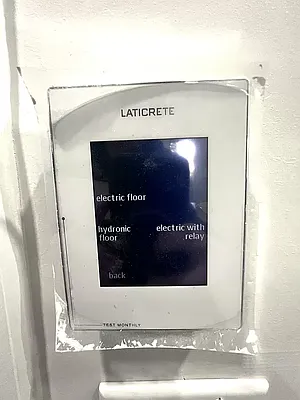 LATICRETE
electric floor
hydronic electric with
floor relay
back
TEST MONTHLY